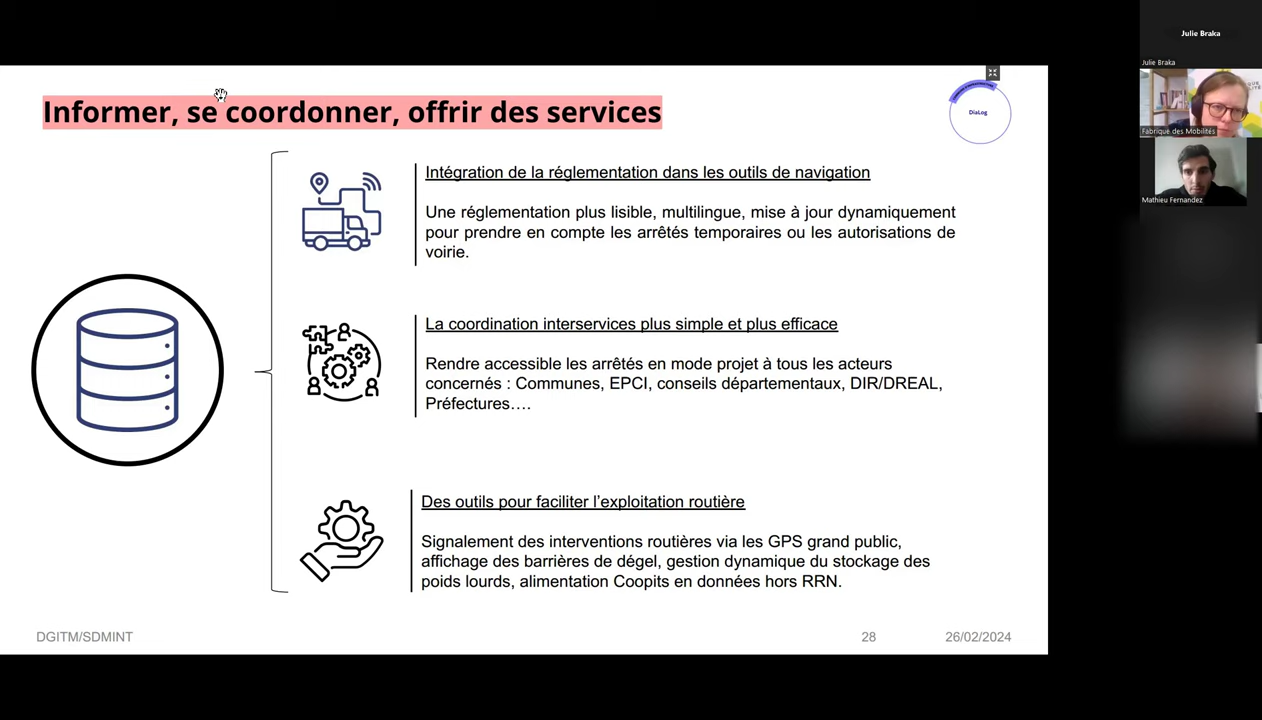 Julie Braka
Julie Braka
Fabrique des Mobilités
Mathieu Fernandez
Informer, se coordonner, offrir des services
DiaLog
Intégration de la réglementation dans les outils de navigation
Une réglementation plus lisible, multilingue, mise à jour dynamiquement
pour prendre en compte les arrêtés temporaires ou les autorisations de
voirie.
La coordination interservices plus simple et plus efficace
Rendre accessible les arrêtés en mode projet à tous les acteurs
concernés : Communes, EPCI, conseils départementaux, DIR/DREAL,
Préfectures….
Des outils pour faciliter l’exploitation routière
Signalement des interventions routières via les GPS grand public,
affichage des barrières de dégel, gestion dynamique du stockage des
poids lourds, alimentation Coopits en données hors RRN.
DGITM/SDMINT
28
26/02/2024